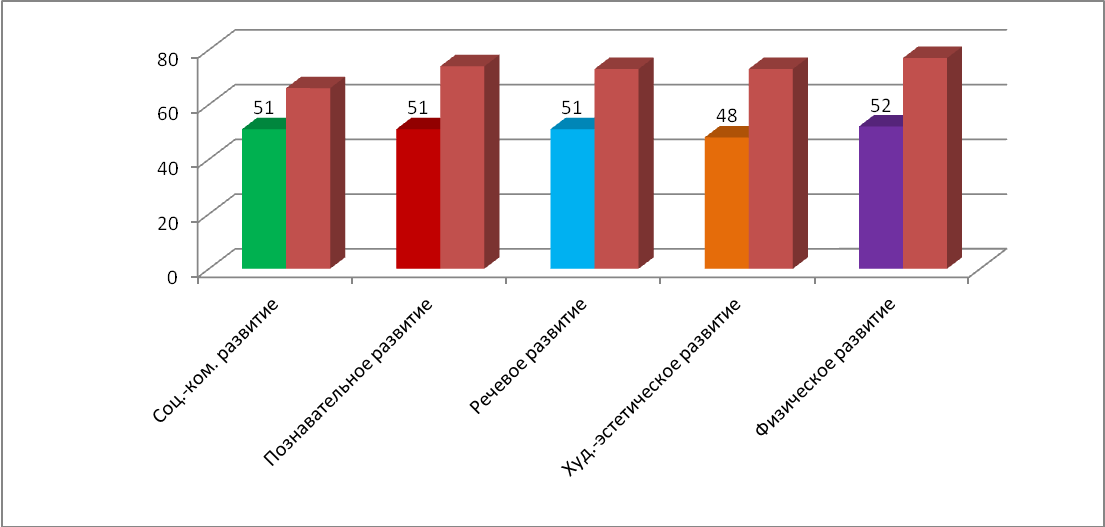 80
60
40
20
0
51
51
51
48
52
Соц.-ком. развитие
Познавательное развитие
Речевое развитие
Худ.-эстетическое развитие
Физическое развитие